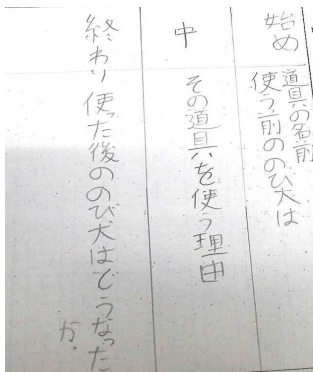 始め
道具の名前
使う前ののび犬は
中
その道具を使う理由
終わり
使った後ののび犬はどうなった
か。